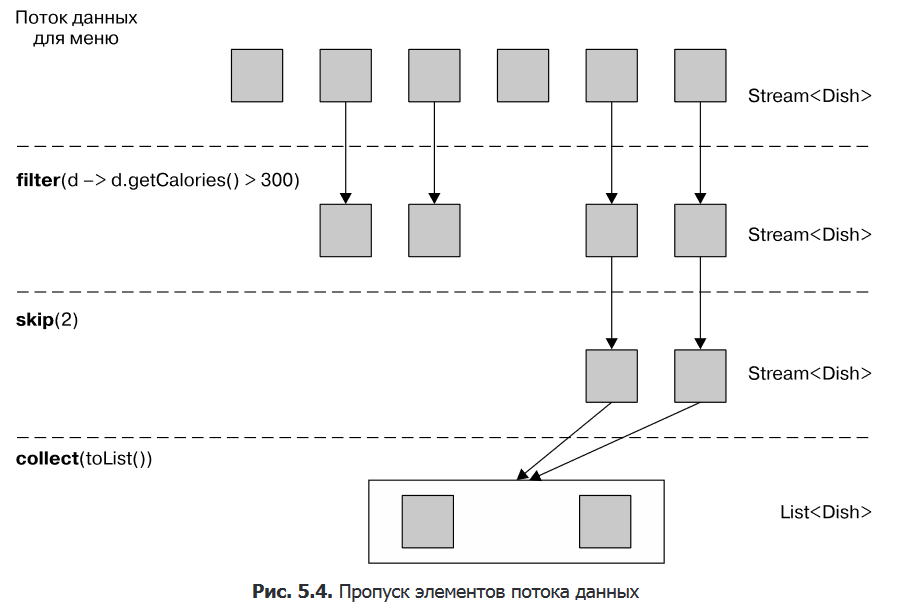 Поток данных
для меню
Stream<Dish>
filter(d –> d.getCalories() > 300)
Stream<Dish>
skip(2)
Stream<Dish>
collect(toList())
List<Dish>
Рис. 5.4. Пропуск элементов потока данных